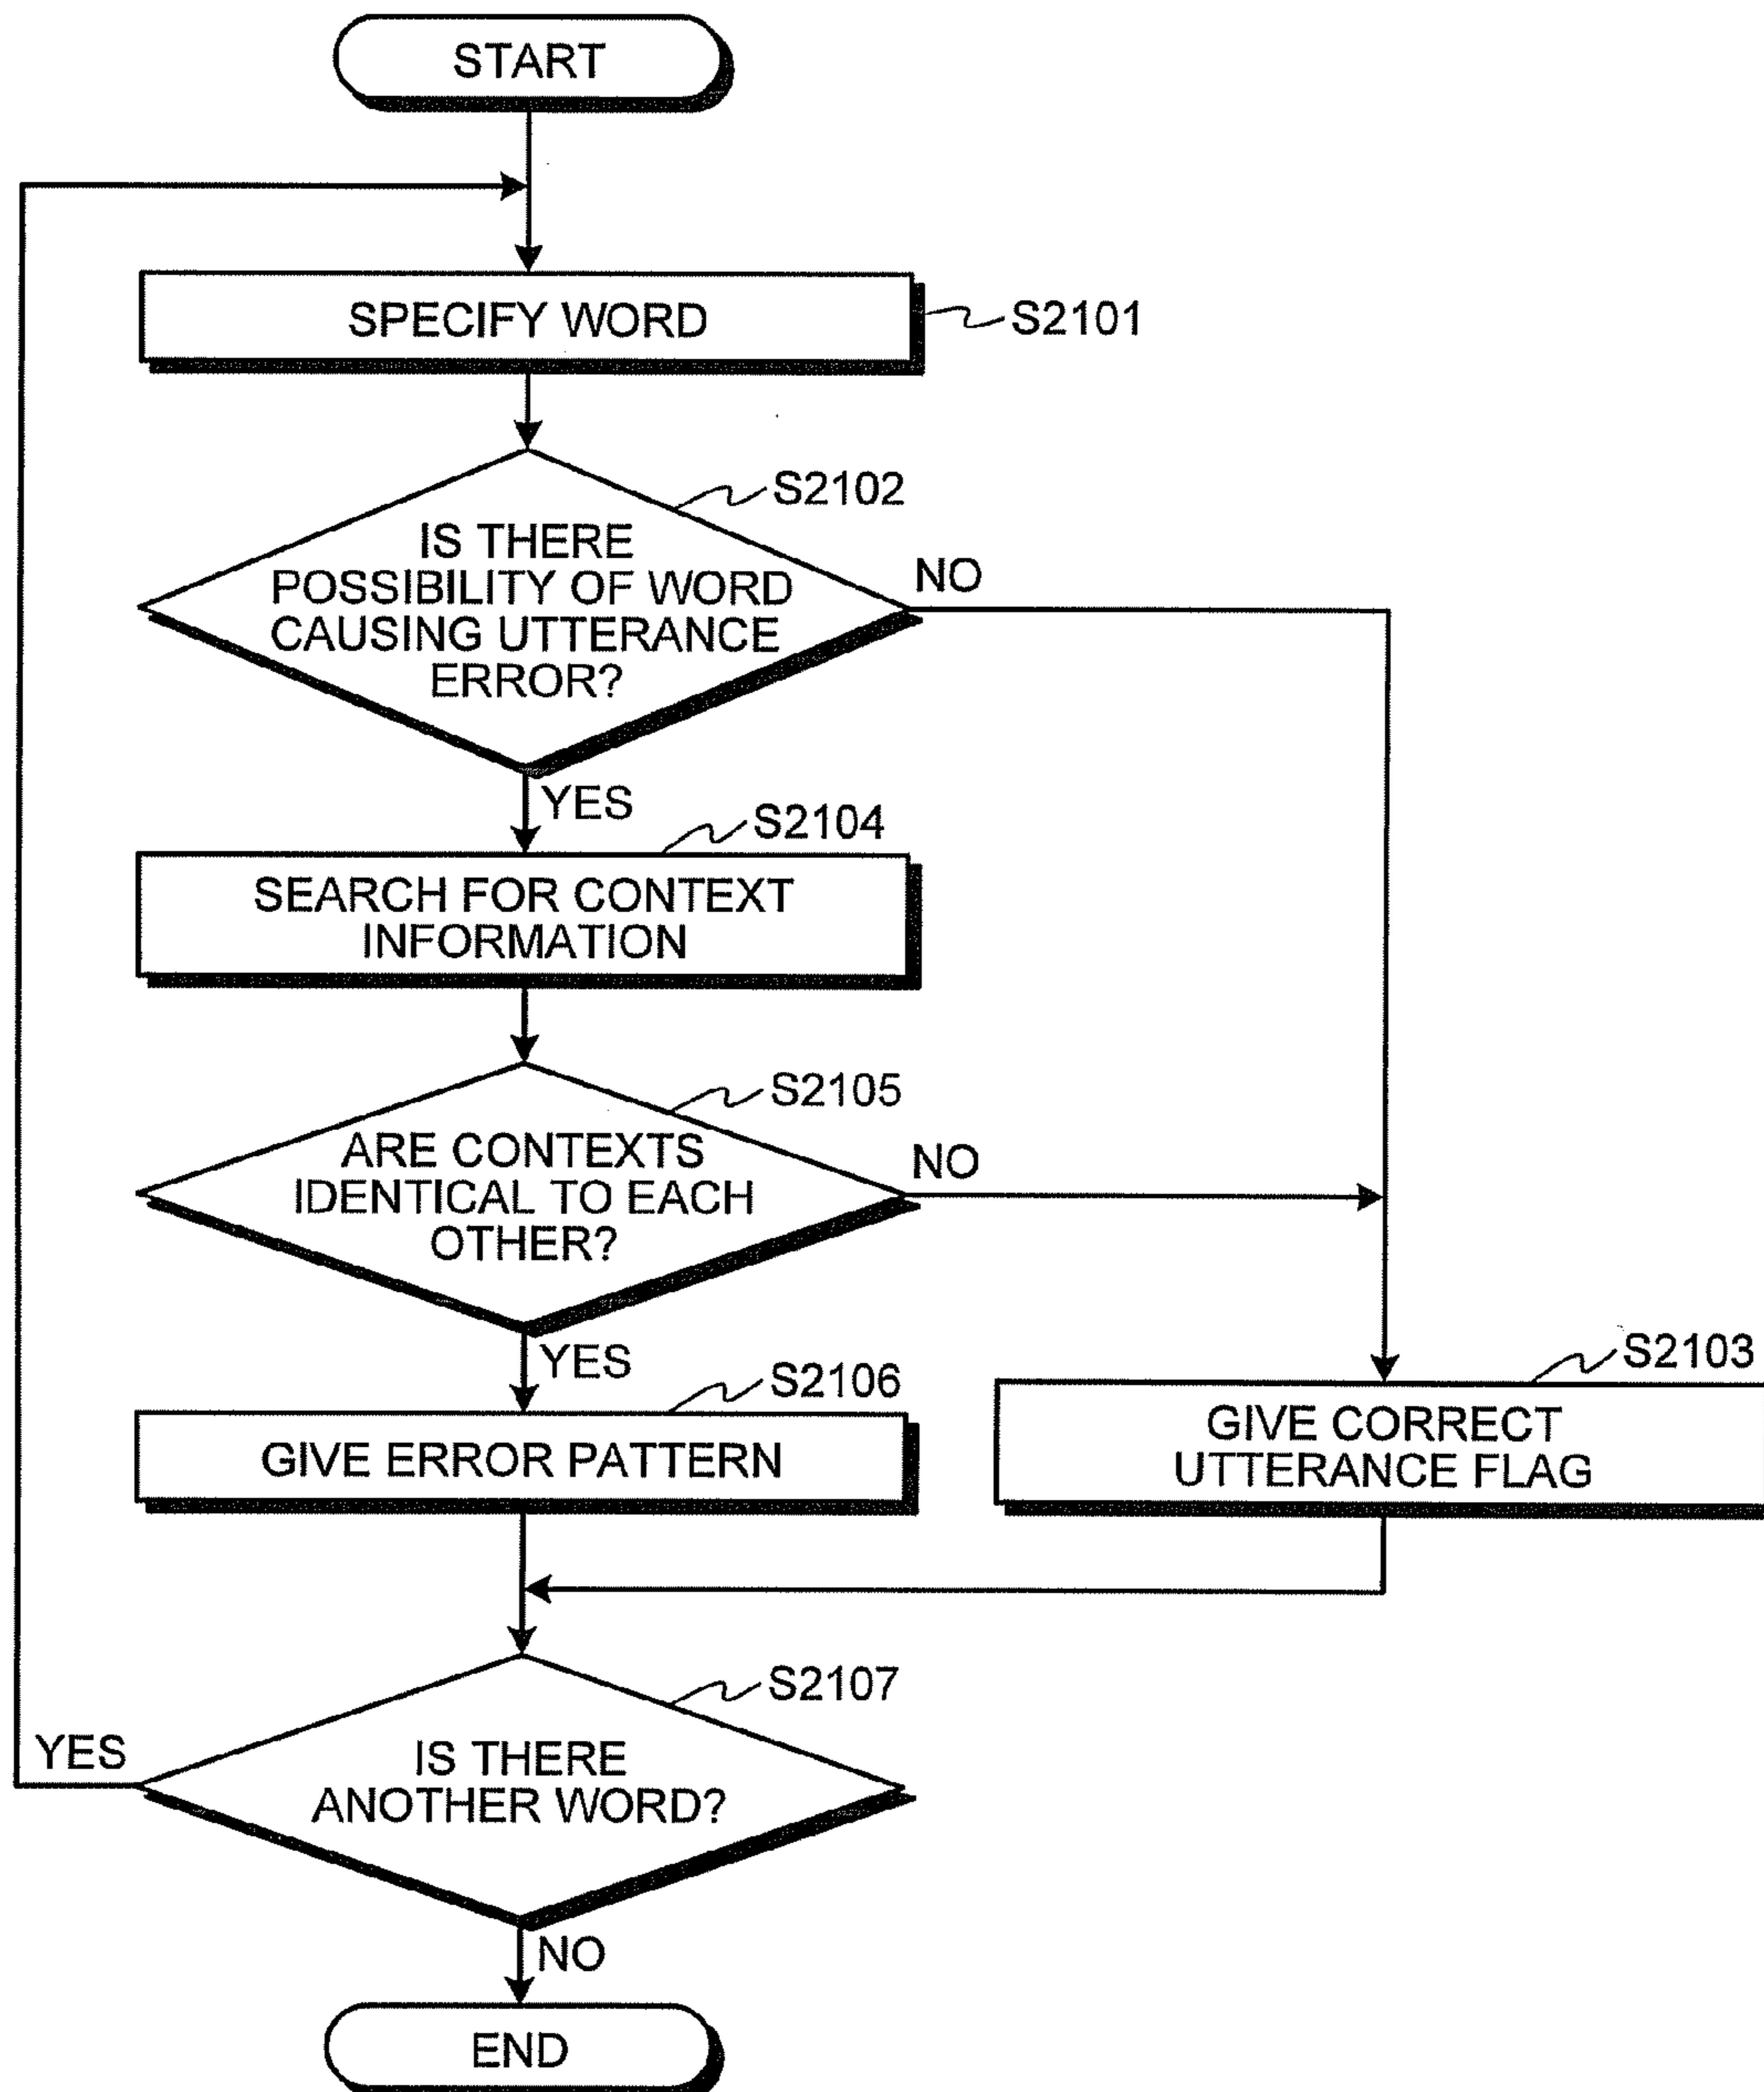 START
SPECIFY WORD
S2101
S2102
IS THERE
POSSIBILITY OF WORD
CAUSING UTTERANCE
ERROR?
NO
YES
S2104
SEARCH FOR CONTEXT
INFORMATION
S2105
ARE CONTEXTS
IDENTICAL TO EACH
OTHER?
NO
YES
S2106
GIVE ERROR PATTERN
S2103
GIVE CORRECT
UTTERANCE FLAG
S2107
IS THERE
ANOTHER WORD?
YES
NO
END